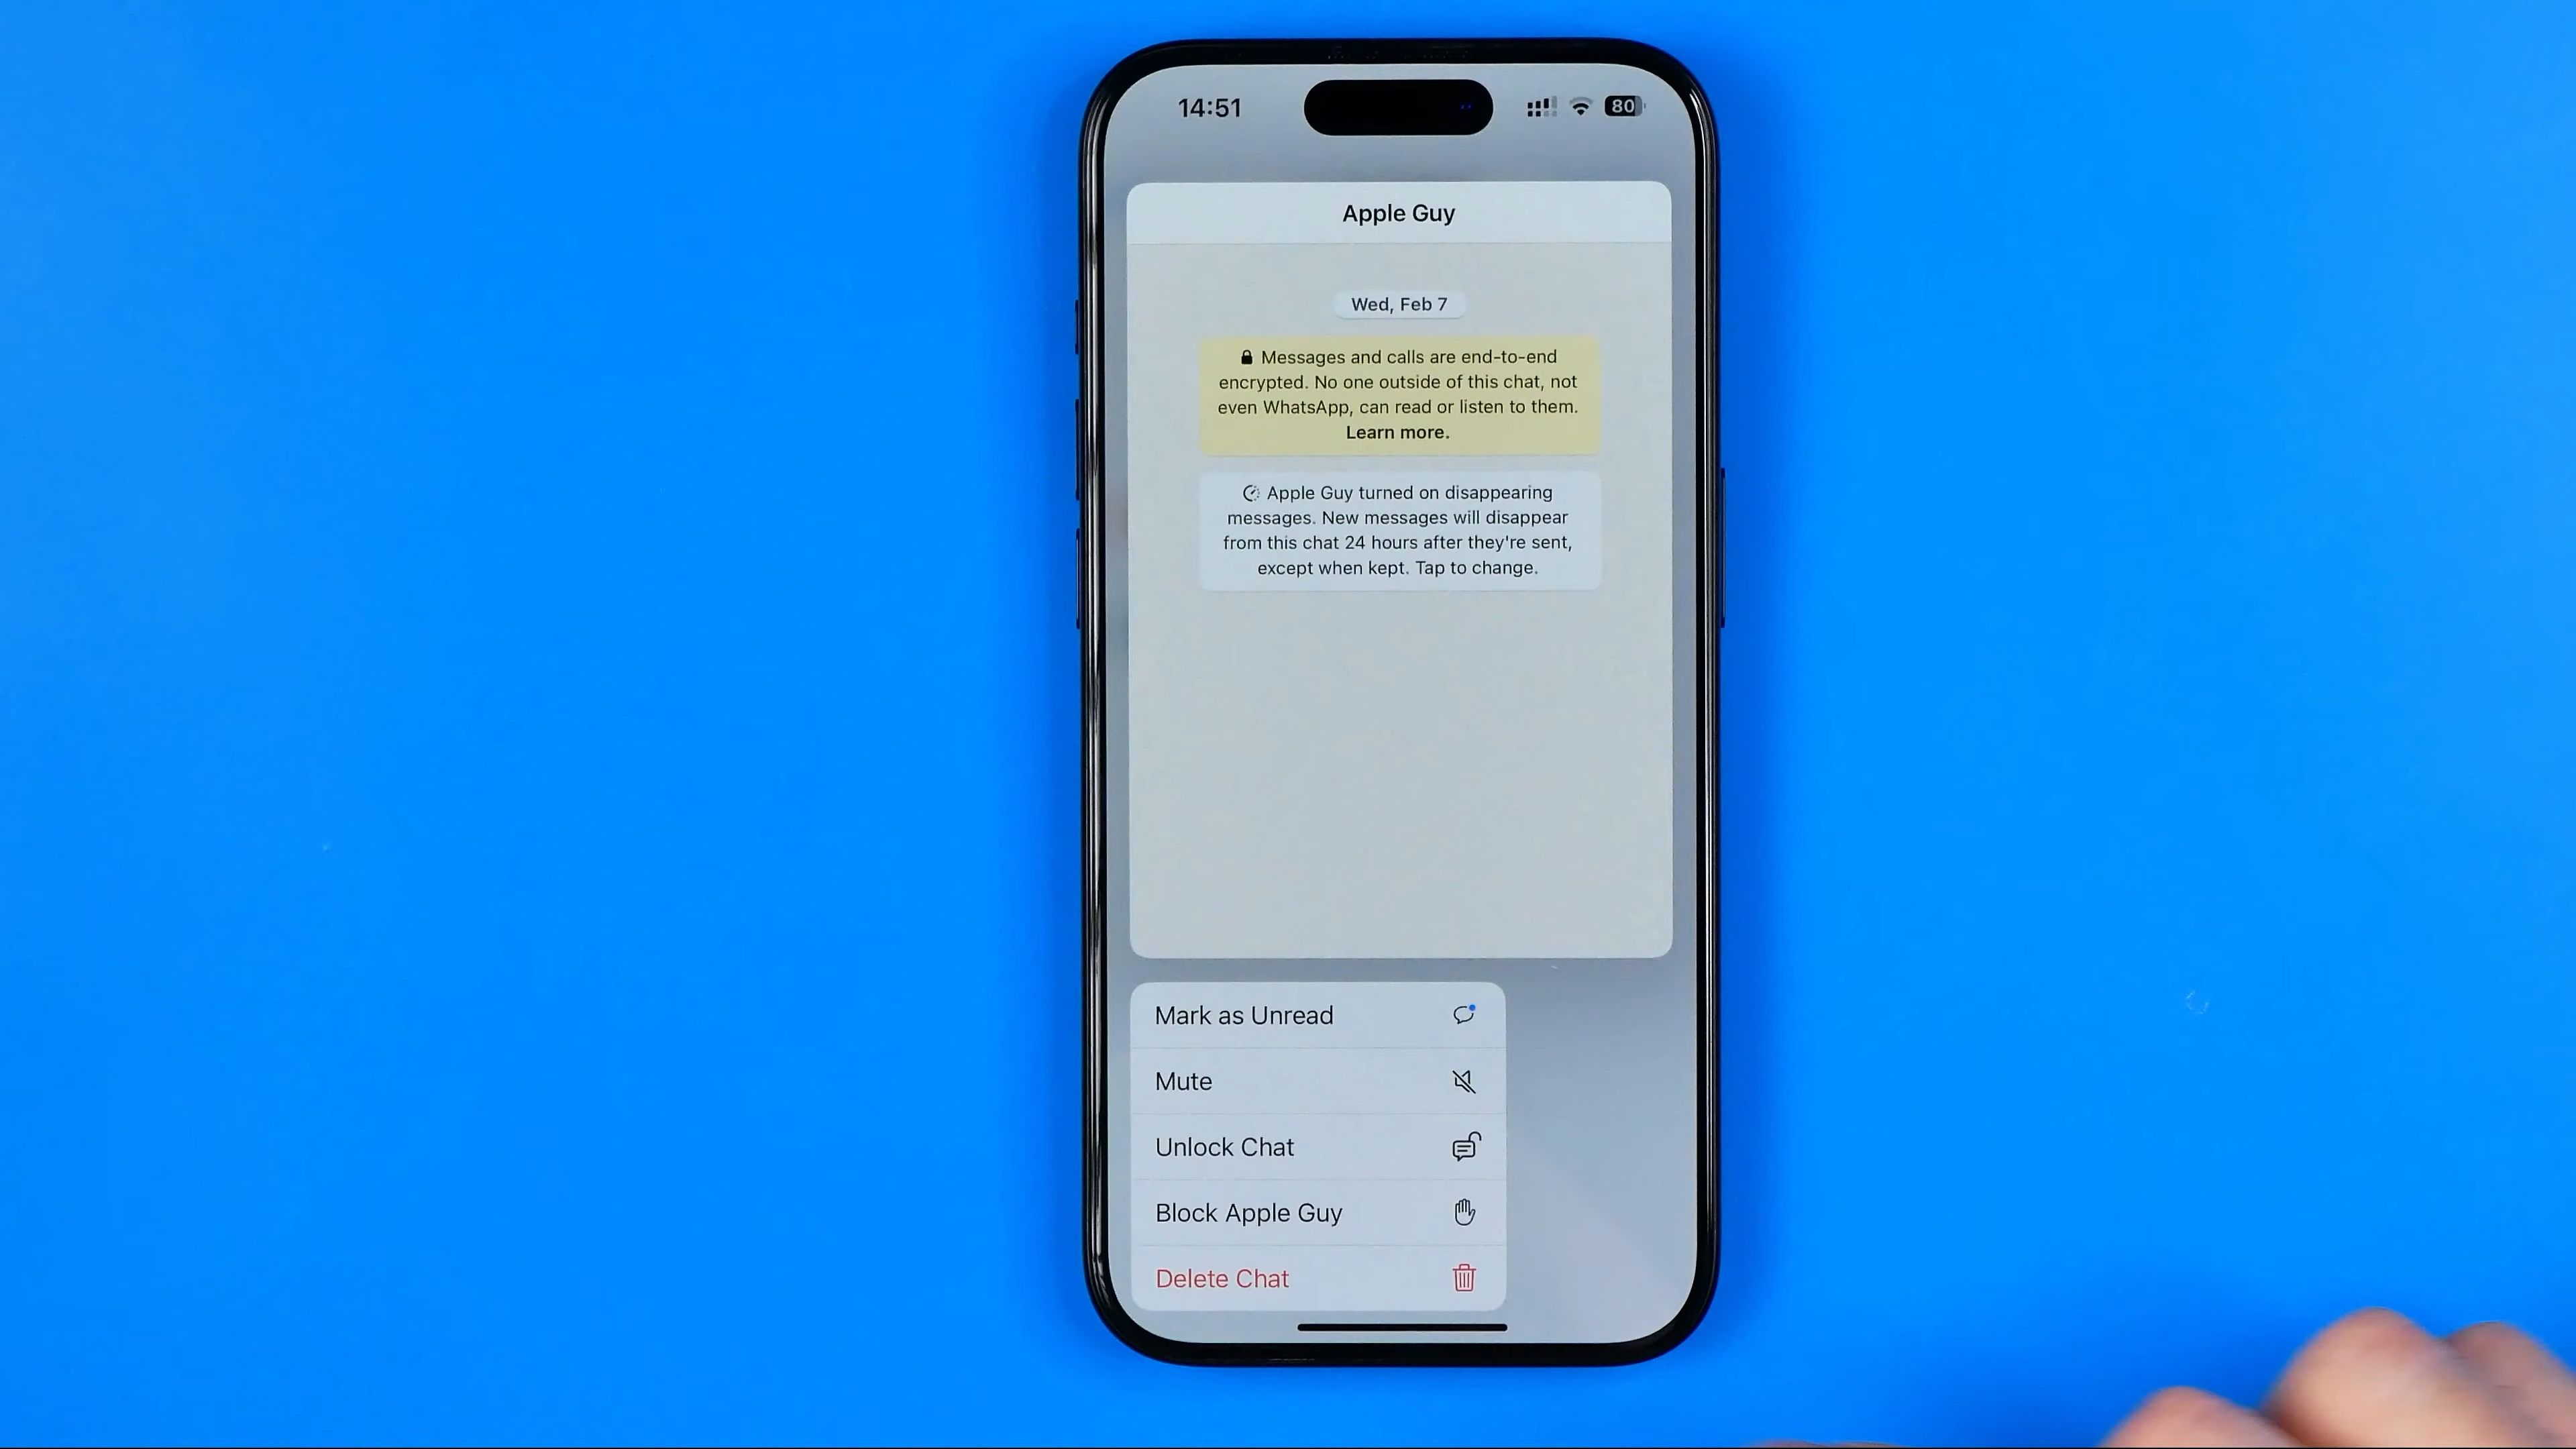 14:51
80
Apple Guy
Wed, Feb 7
Messages and calls are end-to-end
encrypted. No one outside of this chat, not
even WhatsApp, can read or listen to them.
Learn more.
Apple Guy turned on disappearing
messages. New messages will disappear
from this chat 24 hours after they're sent,
except when kept. Tap to change.
Mark as Unread
Mute
Unlock Chat
Block Apple Guy
Delete Chat